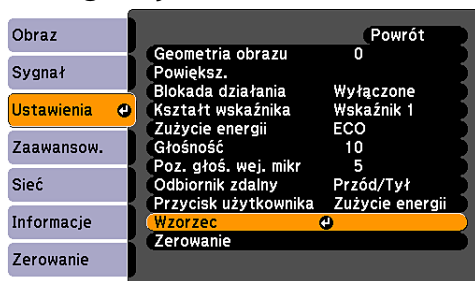 Obraz
Sygnał
Ustawienia
Zaawansow.
Sieć
Informacje
Zerowanie
Powrót
Geometria obrazu 0
Powiększ.
Blokada działania Wyłączone
Kształt wskaźnika Wskaźnik 1
Zużycie energii ECO
Głośność 10
Poz. głoś. wej. mikr 5
Odbiornik zdalny Przód/Tył
Przycisk użytkownika Zużycie energii
Wzorzec
Zerowanie